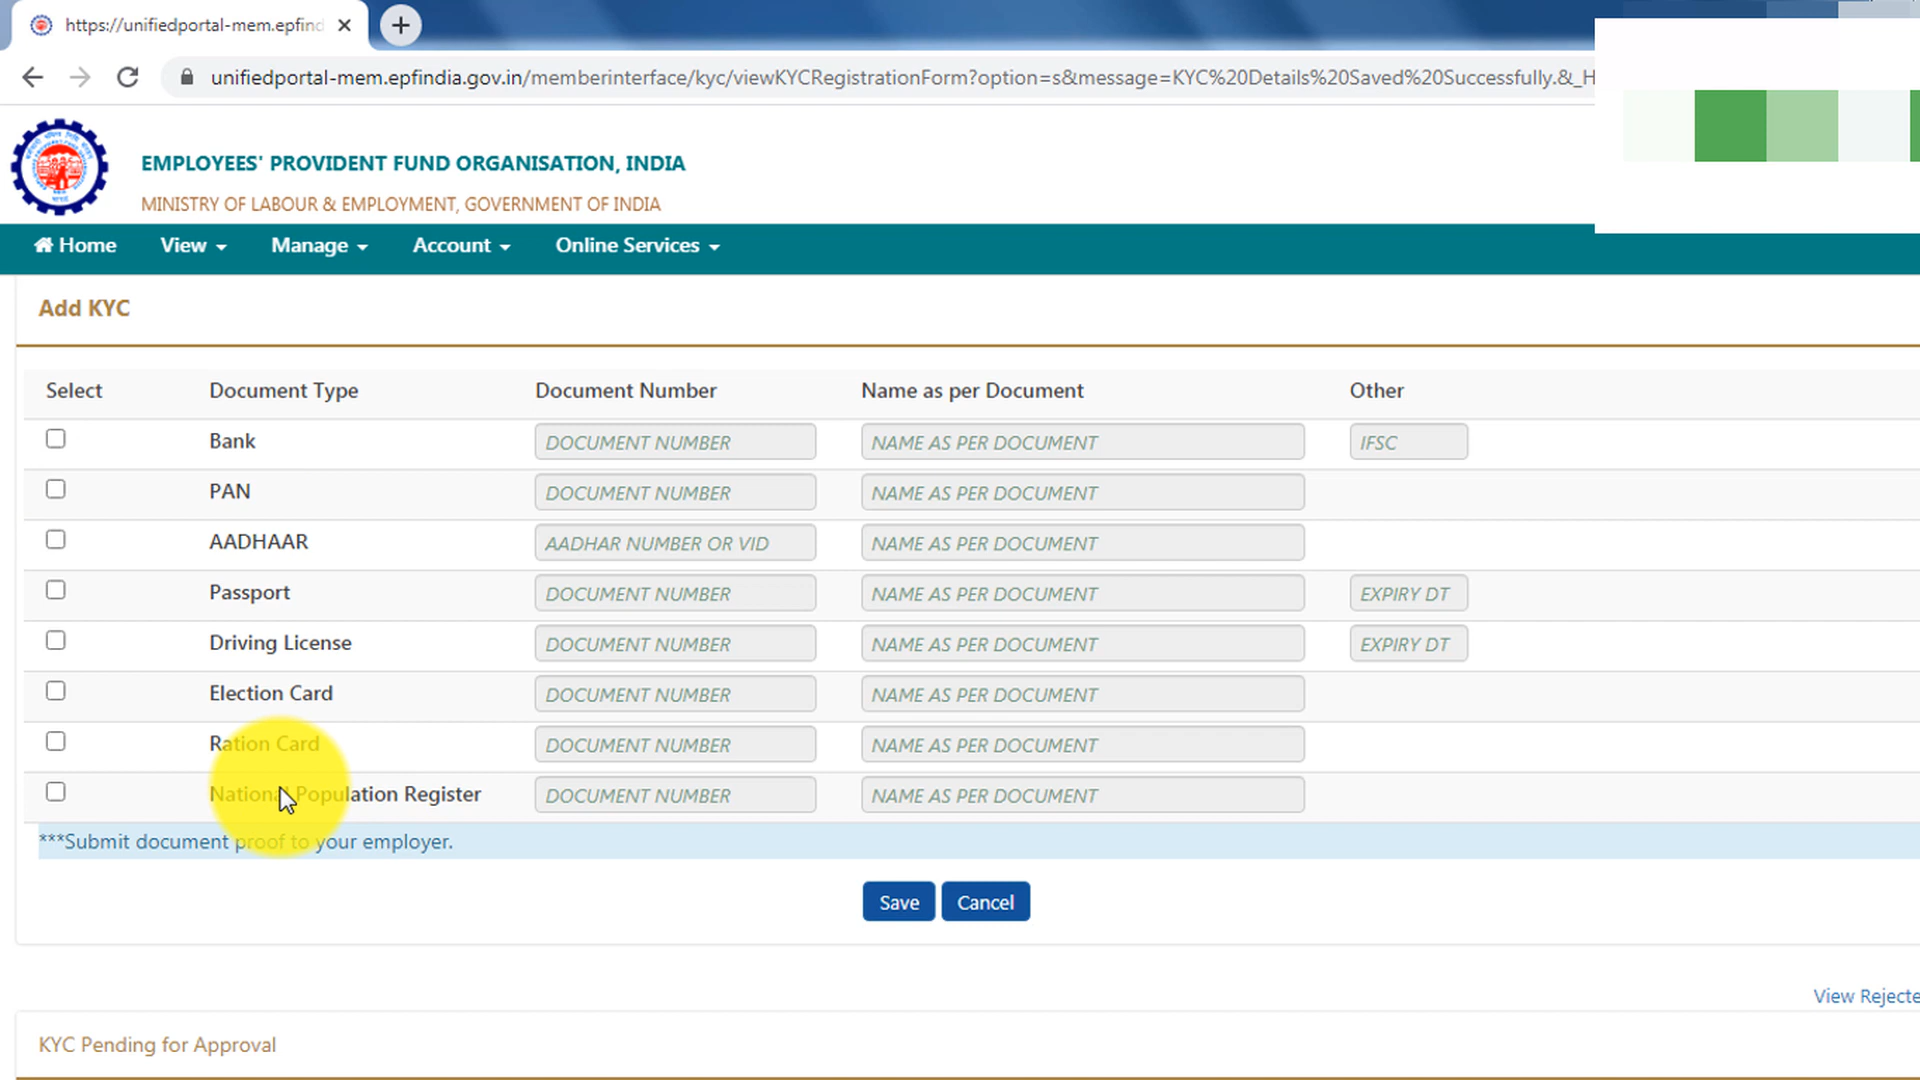 https://unifiedportal-mem.epfind
unifiedportal-mem.epfindia.gov.in/memberinterface/kyc/viewKYCRegistrationForm?option=s&message=KYC%20Details%20Saved%20Successfully.&_H
EMPLOYEES' PROVIDENT FUND ORGANISATION, INDIA
MINISTRY OF LABOUR & EMPLOYMENT, GOVERNMENT OF INDIA
Home View Manage Account Online Services
Add KYC
Select Document Type Document Number Name as per Document Other
Bank DOCUMENT NUMBER NAME AS PER DOCUMENT IFSC
PAN DOCUMENT NUMBER NAME AS PER DOCUMENT
AADHAAR AADHAR NUMBER OR VID NAME AS PER DOCUMENT
Passport DOCUMENT NUMBER NAME AS PER DOCUMENT EXPIRY DT
Driving License DOCUMENT NUMBER NAME AS PER DOCUMENT EXPIRY DT
Election Card DOCUMENT NUMBER NAME AS PER DOCUMENT
Ration Card DOCUMENT NUMBER NAME AS PER DOCUMENT
National Population Register DOCUMENT NUMBER NAME AS PER DOCUMENT
***Submit document proof to your employer.
Save Cancel
View Rejecte
KYC Pending for Approval